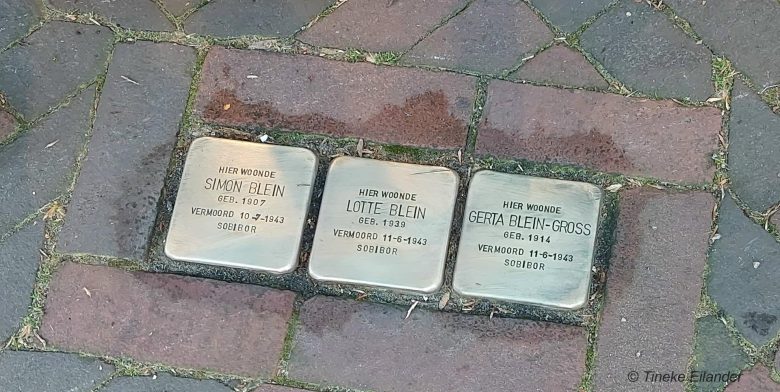 HIER WOONDE
SIMON BLEIN
GEB. 1907
VERMOORD 10-7-1943
SOBIBOR
HIER WOONDE
LOTTE BLEIN
GEB. 1939
VERMOORD 11-6-1943
SOBIBOR
HIER WOONDE
GERTA BLEIN-GROSS
GEB. 1914
VERMOORD 11-6-1943
SOBIBOR
© Tineke Eilander